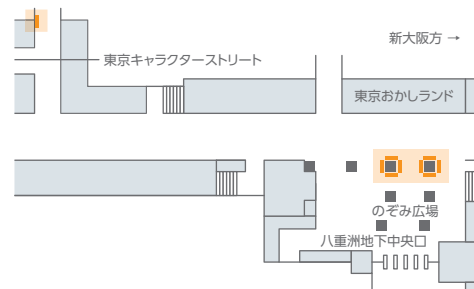 新大阪方 →
東京キャラクターストリート
東京おかしランド
のぞみ広場
八重洲地下中央口